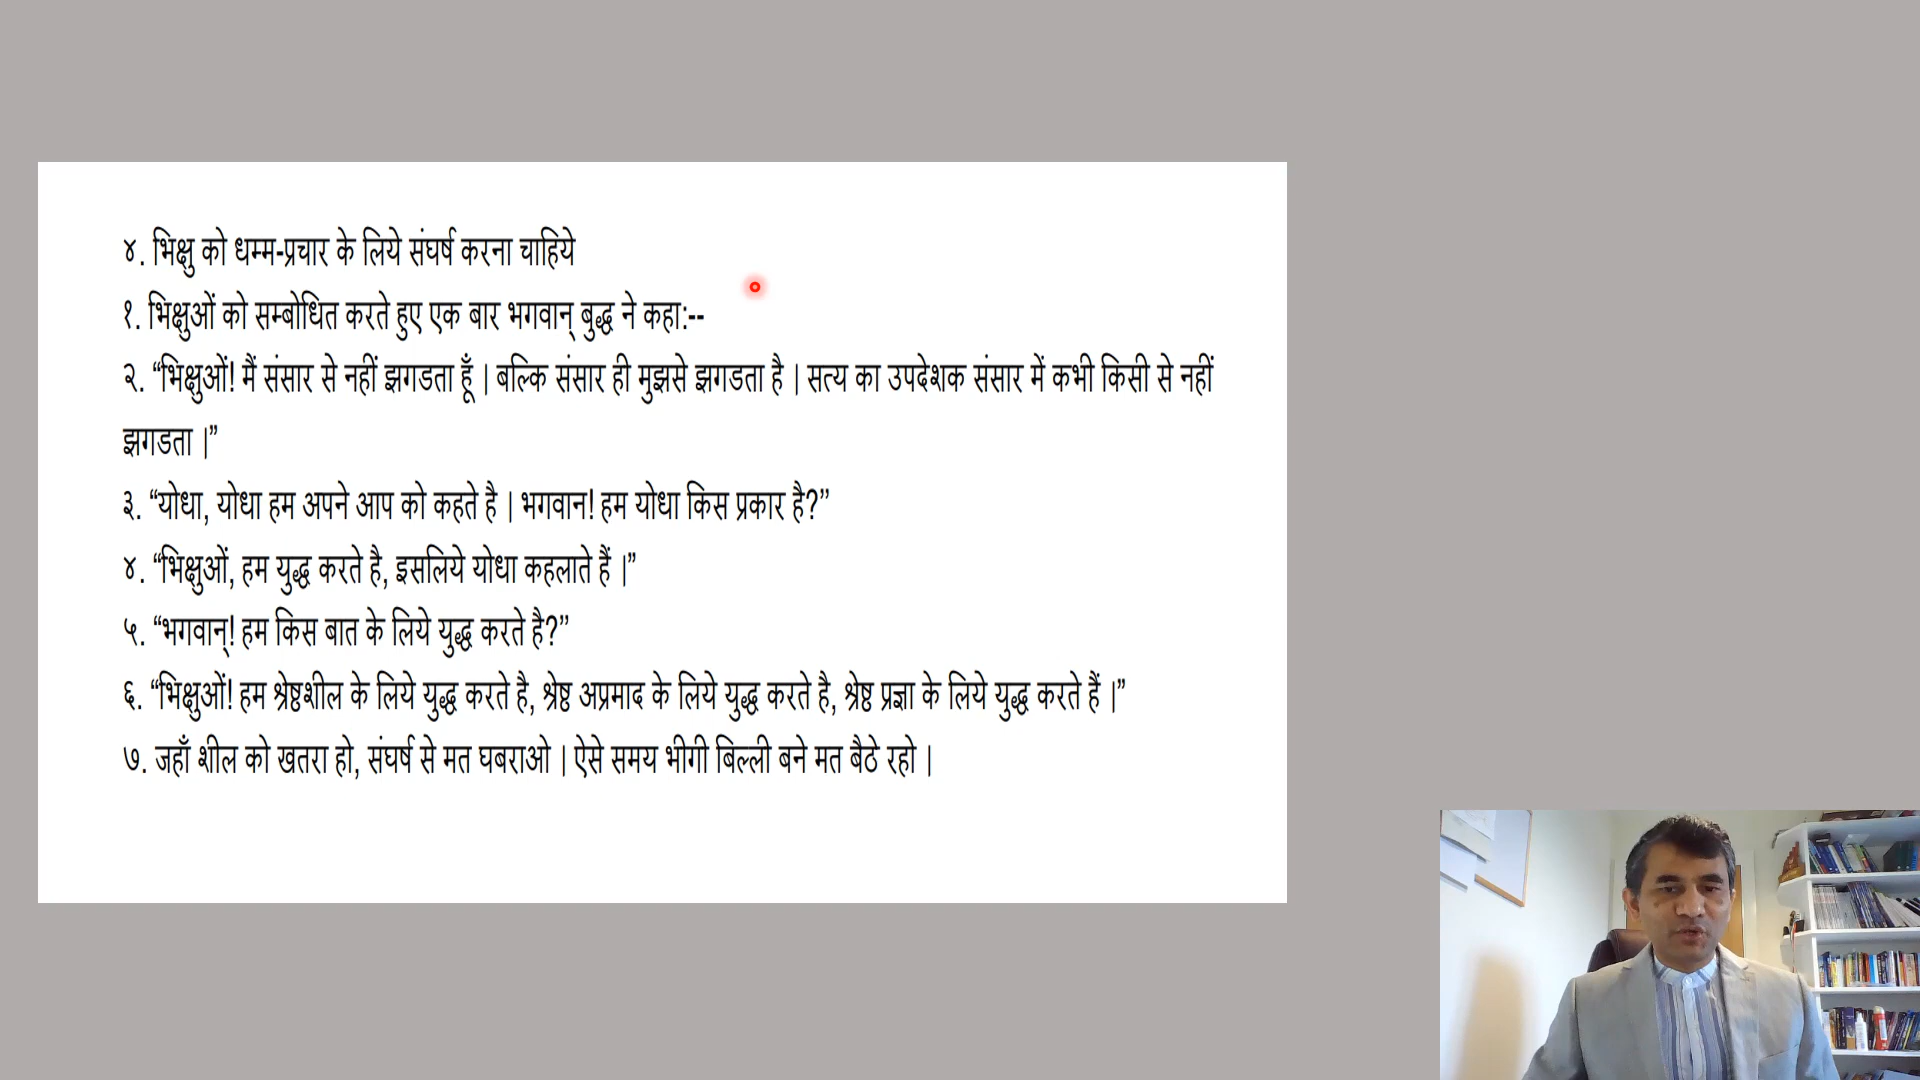 ४. भिक्षु को धम्म-प्रचार के लिये संघर्ष करना चाहिये
१. भिक्षुओं को सम्बोधित करते हुए एक बार भगवान् बुद्ध ने कहा:--
२. “भिक्षुओं! मैं संसार से नहीं झगडता हूँ | बल्कि संसार ही मुझसे झगडता है | सत्य का उपदेशक संसार में कभी किसी से नहीं
झगडता |”
३. “योधा, योधा हम अपने आप को कहते है | भगवान! हम योधा किस प्रकार है?”
४. “भिक्षुओं, हम युद्ध करते है, इसलिये योधा कहलाते हैं |”
५. “भगवान्! हम किस बात के लिये युद्ध करते है?”
६. “भिक्षुओं! हम श्रेष्ठशील के लिये युद्ध करते है, श्रेष्ठ अप्रमाद के लिये युद्ध करते है, श्रेष्ठ प्रज्ञा के लिये युद्ध करते हैं |”
७. जहाँ शील को खतरा हो, संघर्ष से मत घबराओ | ऐसे समय भीगी बिल्ली बने मत बैठे रहो |